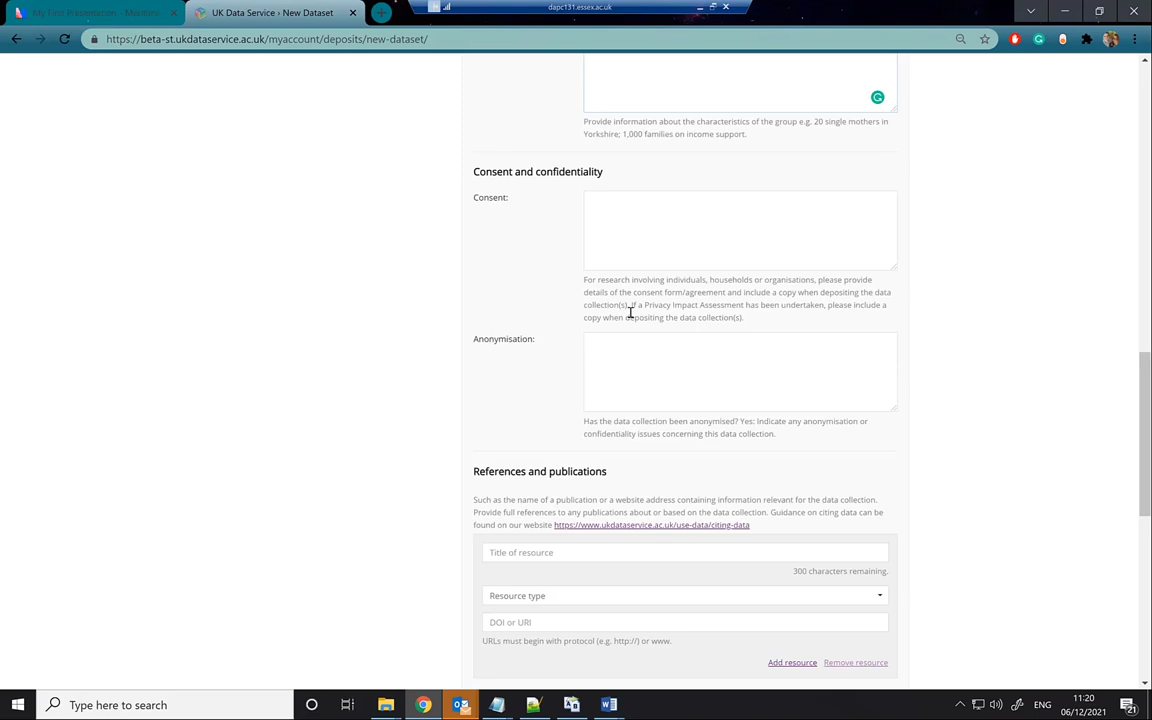 My First Presentation - Mwanmil
UK Data Service › New Dataset
dapc131.essex.ac.uk
https://beta-st.ukdataservice.ac.uk/myaccount/deposits/new-dataset/
Provide information about the characteristics of the group e.g. 20 single mothers in
Yorkshire; 1,000 families on income support.
Consent and confidentiality
Consent:
For research involving individuals, households or organisations, please provide
details of the consent form/agreement and include a copy when depositing the data
collection(s). If a Privacy Impact Assessment has been undertaken, please include a
copy when depositing the data collection(s).
Anonymisation:
Has the data collection been anonymised? Yes: Indicate any anonymisation or
confidentiality issues concerning this data collection.
References and publications
Such as the name of a publication or a website address containing information relevant for the data collection.
Provide full references to any publications about or based on the data collection. Guidance on citing data can be
found on our website https://www.ukdataservice.ac.uk/use-data/citing-data
Title of resource
300 characters remaining.
Resource type
DOI or URI
URLs must begin with protocol (e.g. http://) or www.
Add resource Remove resource
Type here to search
ENG
11:20
06/12/2021
21